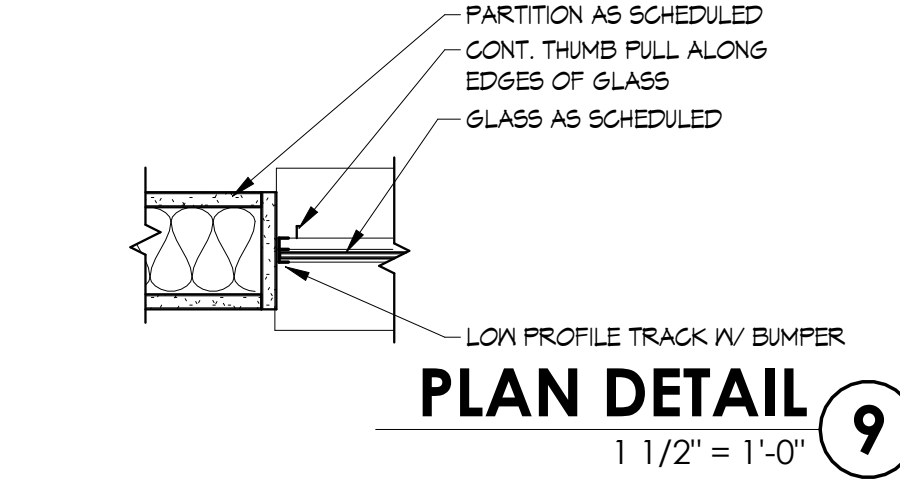 PARTITION AS SCHEDULED
CONT. THUMB PULL ALONG
EDGES OF GLASS
GLASS AS SCHEDULED
LOW PROFILE TRACK W/ BUMPER
PLAN DETAIL
9
1 1/2" = 1'-0"